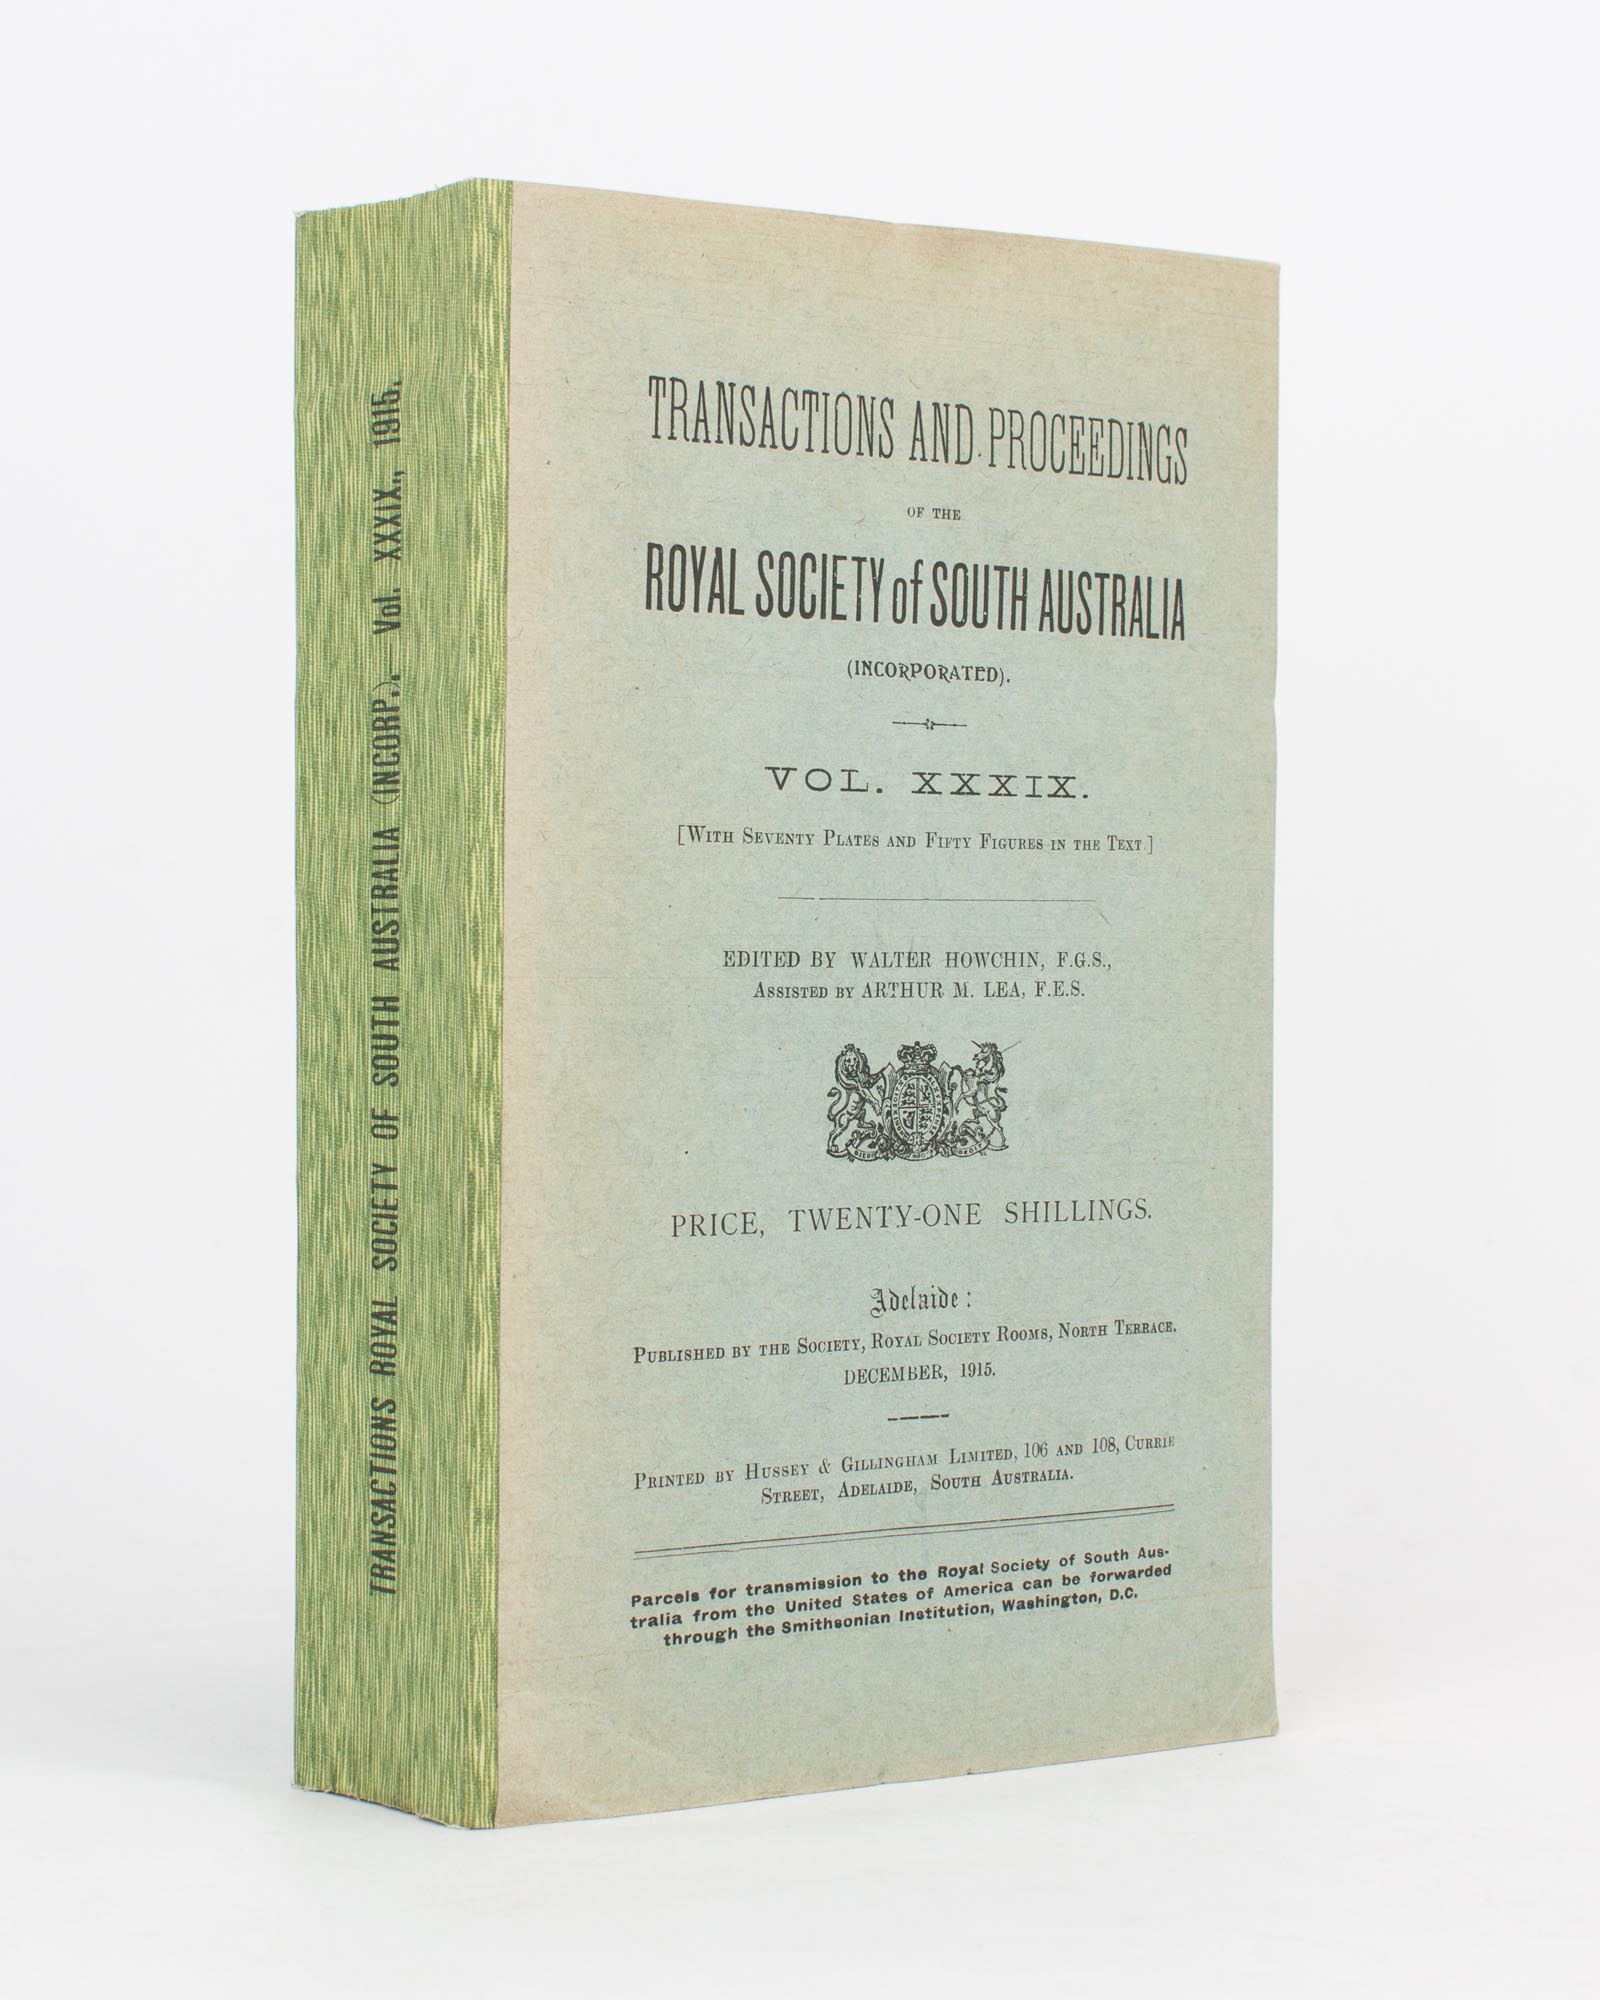 TRANSACTIONS ROYAL SOCIETY OF SOUTH AUSTRALIA (INCORP.).— Vol. XXXIX., 1915.
TRANSACTIONS AND PROCEEDINGS
OF THE
ROYAL SOCIETY of SOUTH AUSTRALIA
(INCORPORATED).
VOL. XXXIX.
[WITH SEVENTY PLATES AND FIFTY FIGURES IN THE TEXT.]
EDITED BY WALTER HOWCHIN, F.G.S.,
ASSISTED BY ARTHUR M. LEA, F.E.S.
PRICE, TWENTY-ONE SHILLINGS.
Adelaide:
PUBLISHED BY THE SOCIETY, ROYAL SOCIETY ROOMS, NORTH TERRACE.
DECEMBER, 1915.
PRINTED BY HUSSEY & GILLINGHAM LIMITED, 106 AND 108, CURRIE
STREET, ADELAIDE, SOUTH AUSTRALIA.
Parcels for transmission to the Royal Society of South Aus-
tralia from the United States of America can be forwarded
through the Smithsonian Institution, Washington, D.C.